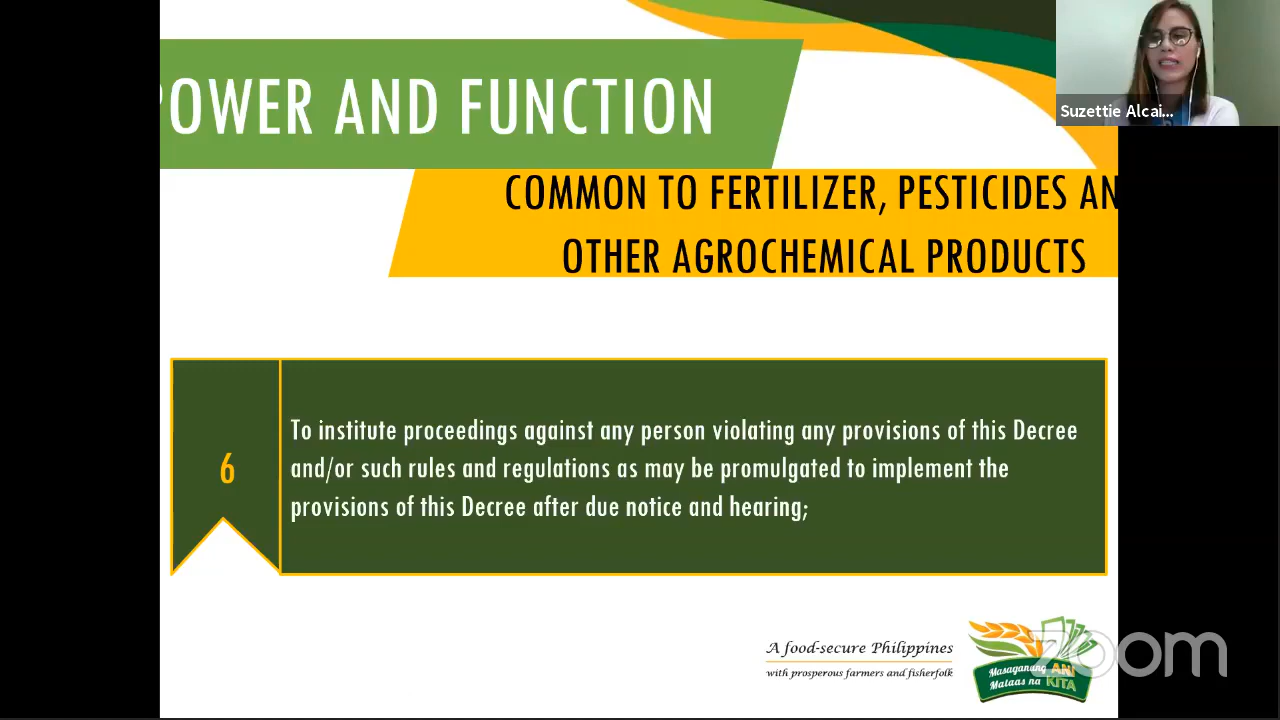 POWER AND FUNCTION
Suzettie Alcai...
COMMON TO FERTILIZER, PESTICIDES AN
OTHER AGROCHEMICAL PRODUCTS
6
To institute proceedings against any person violating any provisions of this Decree
and/or such rules and regulations as may be promulgated to implement the
provisions of this Decree after due notice and hearing;
A food-secure Philippines
with prosperous farmers and fisherfolk
Masaganang ANI
Mataas na KITA
zoom